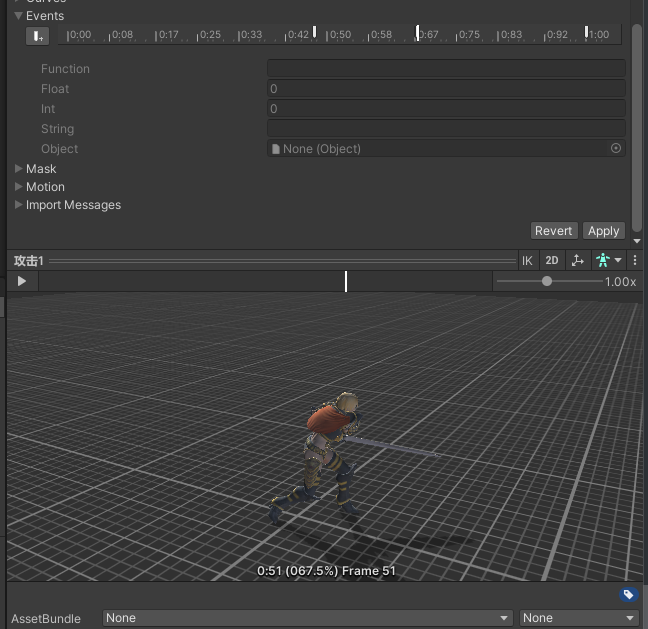 Curves
Events
0:00 0:08 0:17 0:25 0:33 0:42 0:50 0:58 0:67 0:75 0:83 0:92 1:00
Function
Float 0
Int 0
String
Object None (Object)
Mask
Motion
Import Messages
Revert Apply
攻击1 IK 2D
1.00x
0:51 (067.5%) Frame 51
AssetBundle None None